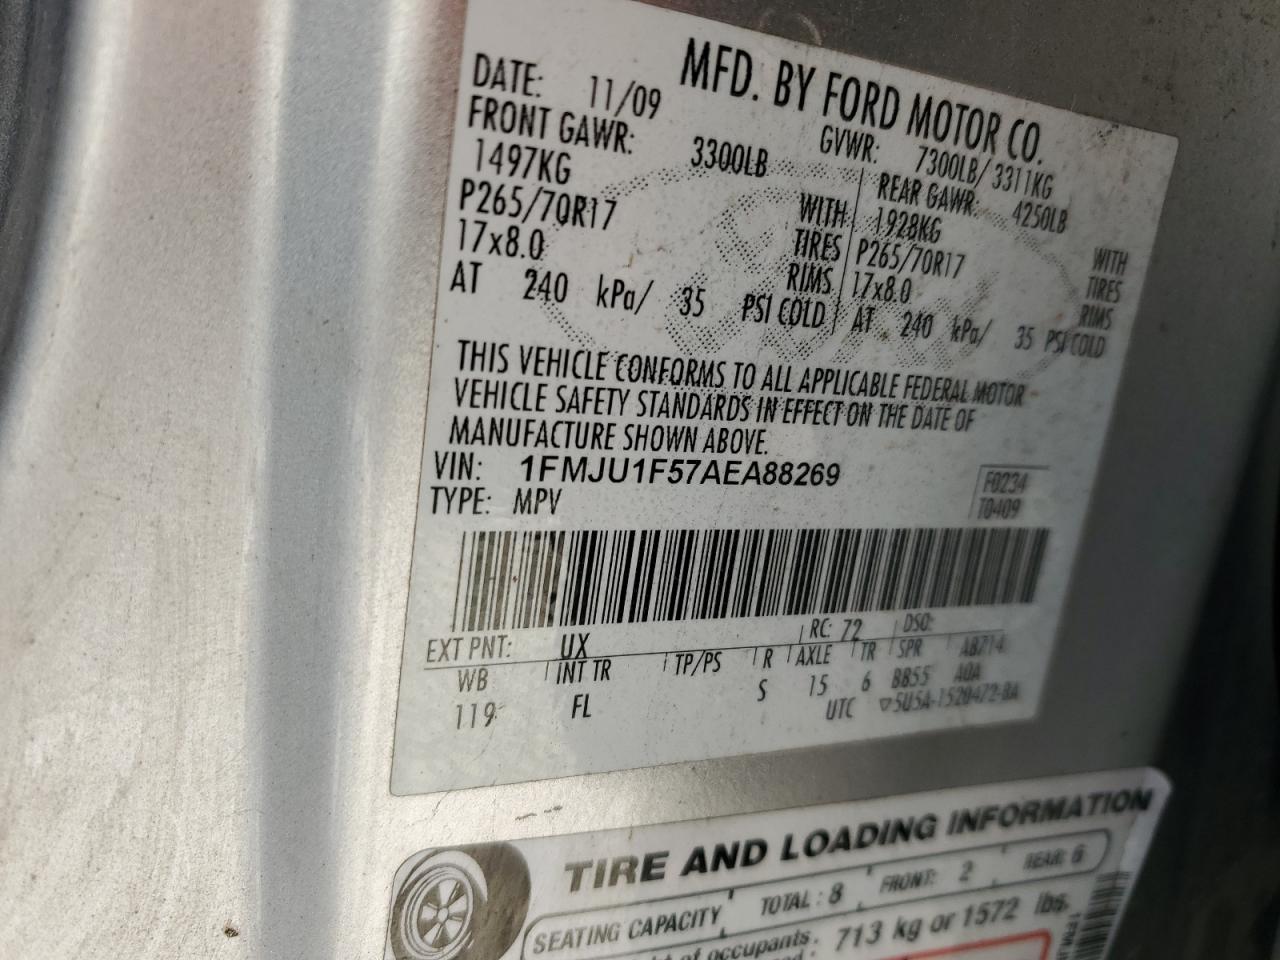 MFD. BY FORD MOTOR CO.
DATE: 11/09 GVWR: 7300LB/ 3311KG
FRONT GAWR: 3300LB REAR GAWR: 4250LB
1497KG WITH 1928KG WITH
P265/70R17 TIRES P265/70R17 TIRES
17x8.0 RIMS 17x8.0 RIMS
AT 240 kPa/ 35 PSI COLD AT 240 kPa/ 35 PSI COLD
THIS VEHICLE CONFORMS TO ALL APPLICABLE FEDERAL MOTOR
VEHICLE SAFETY STANDARDS IN EFFECT ON THE DATE OF
MANUFACTURE SHOWN ABOVE.
VIN: 1FMJU1F57AEA88269 F0234
TYPE: MPV T0409
EXT PNT: UX RC: 72 DSO:
WB INT TR TP/PS R AXLE TR SPR
119 FL S 15 6 BB55
UTC ▽5U5A-1520472-BA
TIRE AND LOADING INFORMATION
SEATING CAPACITY TOTAL : 8 FRONT: 2 REAR: 6
of occupants. 713 kg or 1572 lbs.